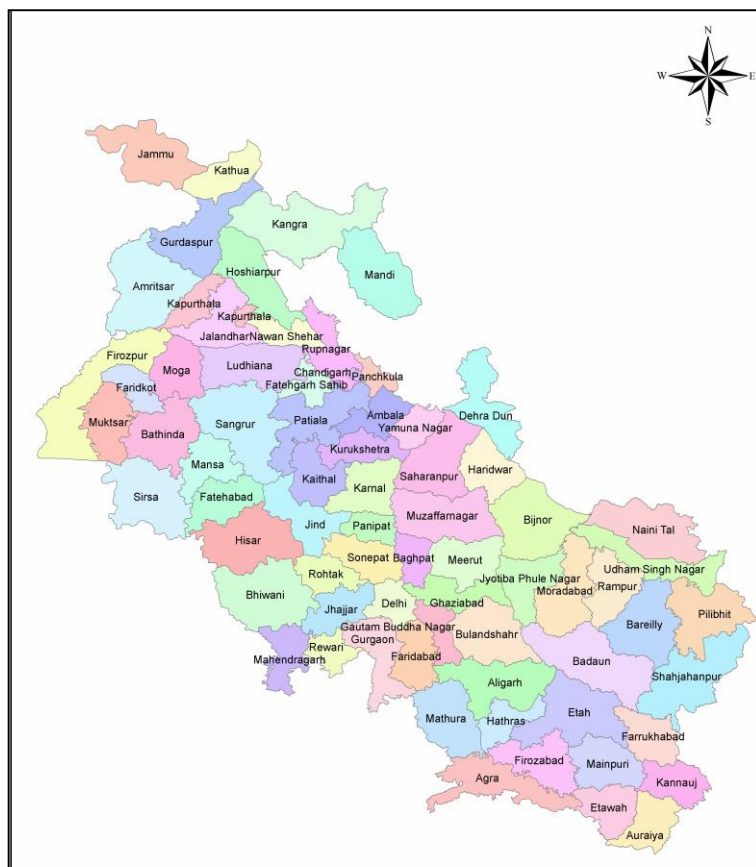 N
W
E
S
Jammu
Kathua
Kangra
Gurdaspur
Hoshiarpur
Mandi
Amritsar
Kapurthala
Kapurthala
Jalandhar
Nawan Shehar
Rupnagar
Firozpur
Moga
Ludhiana
Chandigarh
Panchkula
Fatehgarh Sahib
Faridkot
Muktsar
Bathinda
Sangrur
Patiala
Ambala
Yamuna Nagar
Dehra Dun
Kurukshetra
Mansa
Kaithal
Saharanpur
Haridwar
Sirsa
Fatehabad
Karnal
Hisar
Jind
Panipat
Muzaffarnagar
Bijnor
Naini Tal
Sonepat
Baghpat
Meerut
Udham Singh Nagar
Rohtak
Jyotiba Phule Nagar
Moradabad
Rampur
Bhiwani
Jhajjar
Delhi
Ghaziabad
Pilibhit
Gautam Buddha Nagar
Bareilly
Gurgaon
Bulandshahr
Rewari
Mahendragarh
Faridabad
Badaun
Shahjahanpur
Aligarh
Mathura
Hathras
Etah
Farrukhabad
Firozabad
Mainpuri
Agra
Kannauj
Etawah
Auraiya